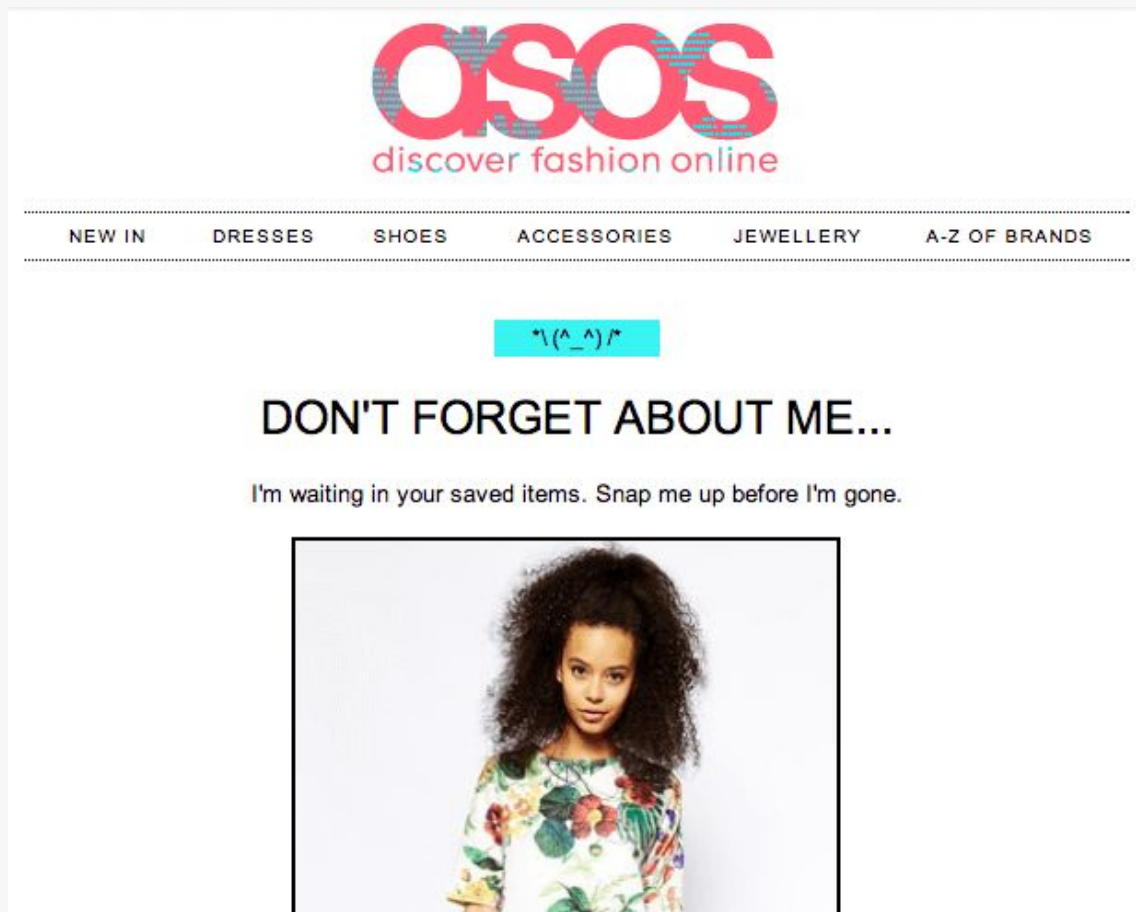 asos
discover fashion online
NEW IN DRESSES SHOES ACCESSORIES JEWELLERY A-Z OF BRANDS
*\ (^_^) /*
DON'T FORGET ABOUT ME...
I'm waiting in your saved items. Snap me up before I'm gone.